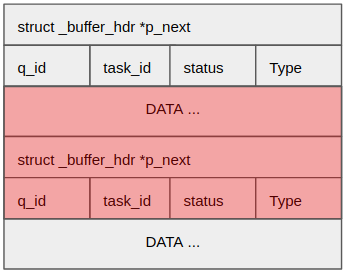 struct _buffer_hdr *p_next
q_id task_id status Type
DATA ...
struct _buffer_hdr *p_next
q_id task_id status Type
DATA ...